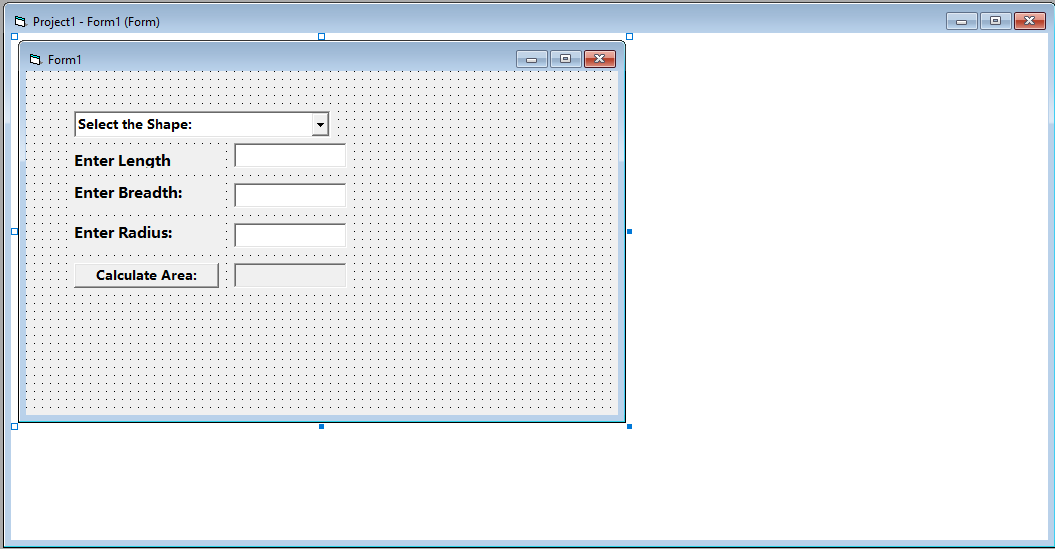 Project1 - Form1 (Form)
Form1
Select the Shape:
Enter Length
Enter Breadth:
Enter Radius:
Calculate Area: